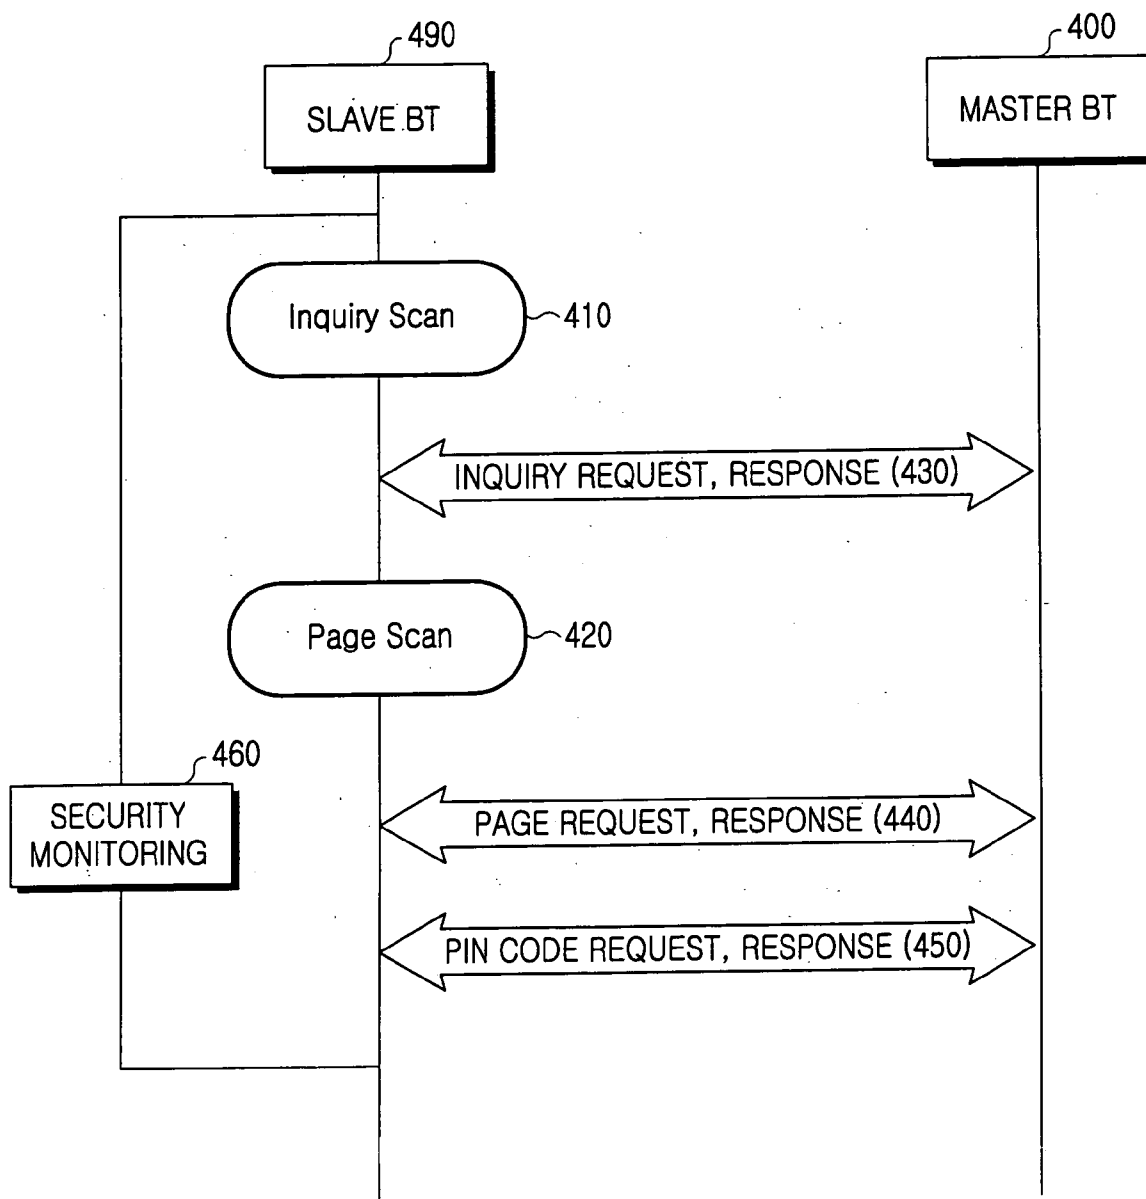 490
400
SLAVE BT
MASTER BT
Inquiry Scan
410
INQUIRY REQUEST, RESPONSE (430)
Page Scan
420
460
SECURITY
MONITORING
PAGE REQUEST, RESPONSE (440)
PIN CODE REQUEST, RESPONSE (450)